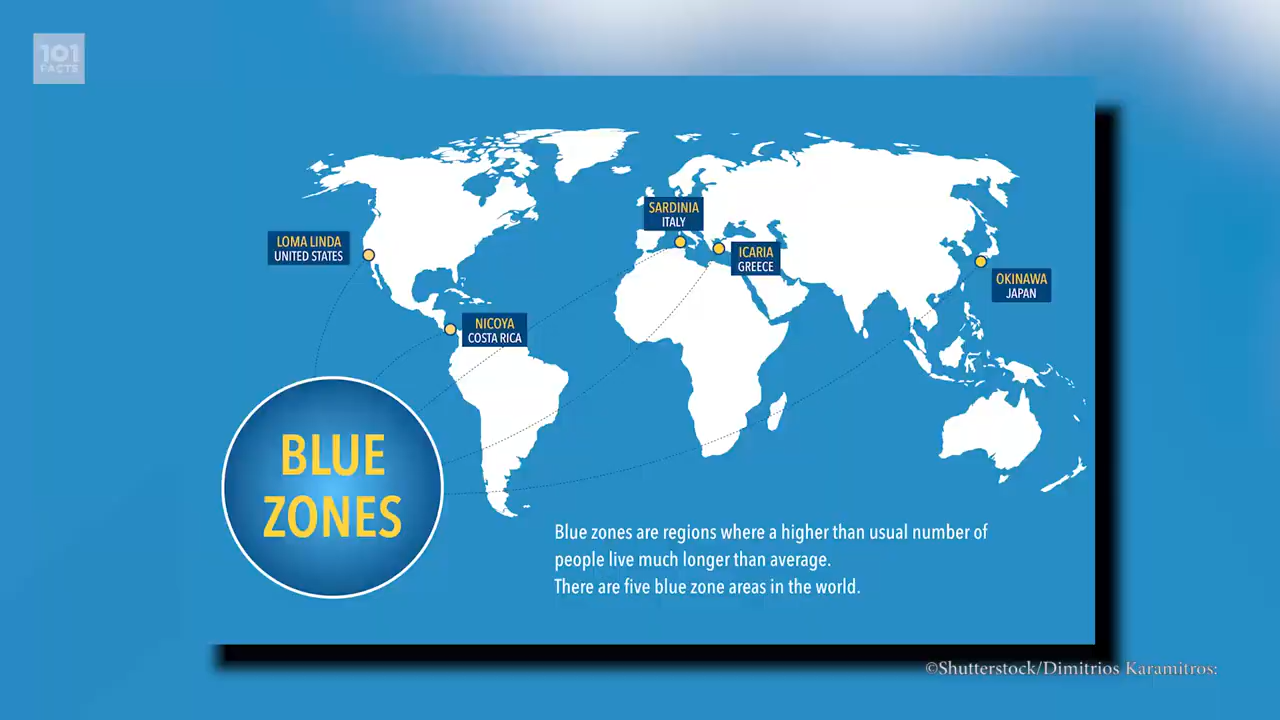 101
FACTS
SARDINIA
ITALY
LOMA LINDA
UNITED STATES
ICARIA
GREECE
OKINAWA
JAPAN
NICOYA
COSTA RICA
BLUE
ZONES
Blue zones are regions where a higher than usual number of
people live much longer than average.
There are five blue zone areas in the world.
©Shutterstock/Dimitrios Karamitros: